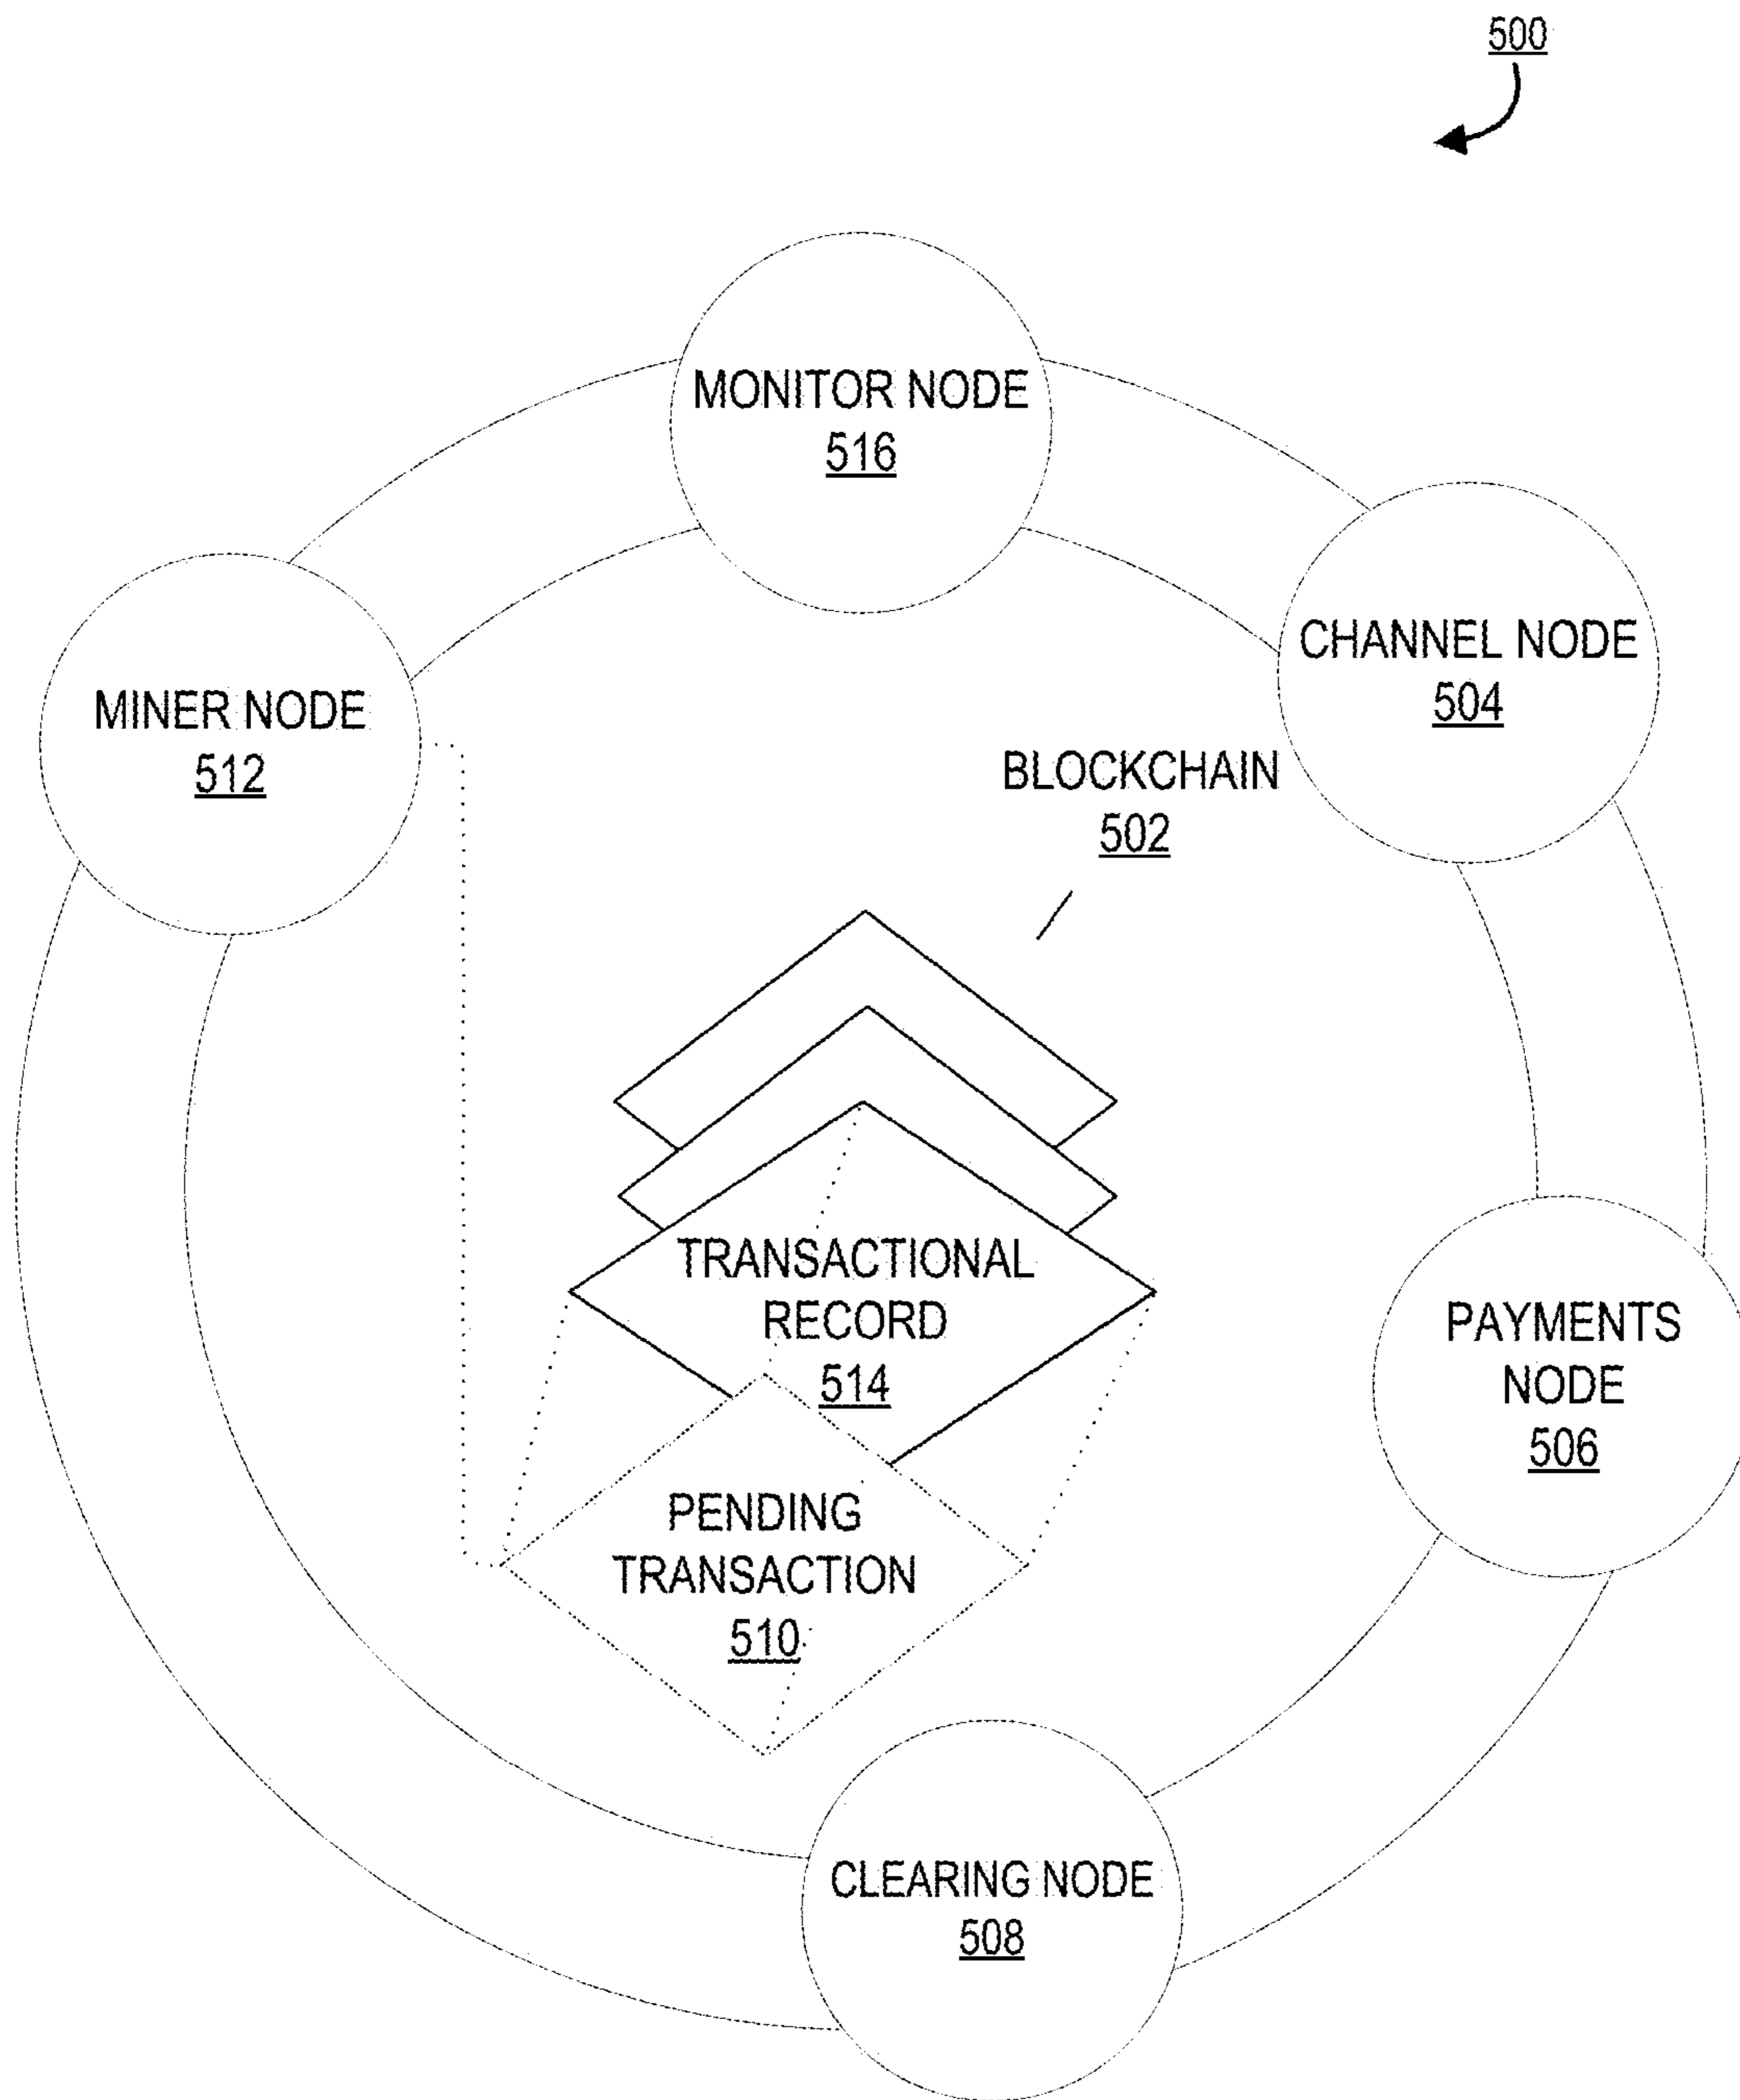 500
MONITOR NODE
516
CHANNEL NODE
504
MINER NODE
512
BLOCKCHAIN
502
TRANSACTIONAL
RECORD
514
PAYMENTS
NODE
506
PENDING
TRANSACTION
510
CLEARING NODE
508